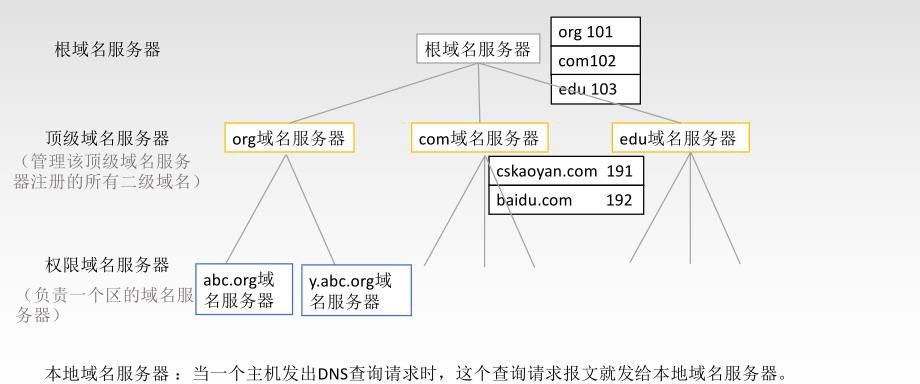 根域名服务器
根域名服务器
org 101
com102
edu 103
顶级域名服务器
（管理该顶级域名服务
器注册的所有二级域名）
org域名服务器
com域名服务器
edu域名服务器
cskaoyan.com 191
baidu.com 192
权限域名服务器
（负责一个区的域名服
务器）
abc.org域
名服务器
y.abc.org域
名服务器
本地域名服务器：当一个主机发出DNS查询请求时，这个查询请求报文就发给本地域名服务器。